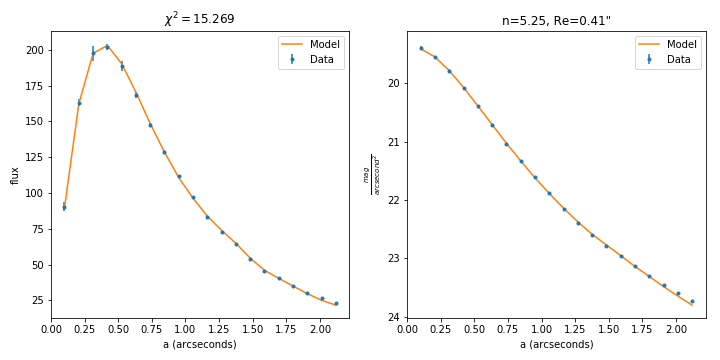 χ² = 15.269
Model
Data
flux
200
175
150
125
100
75
50
25
0.00 0.25 0.50 0.75 1.00 1.25 1.50 1.75 2.00
a (arcseconds)
n=5.25, Re=0.41"
Model
Data
mag
arcsecond²
20
21
22
23
24
0.00 0.25 0.50 0.75 1.00 1.25 1.50 1.75 2.00
a (arcseconds)